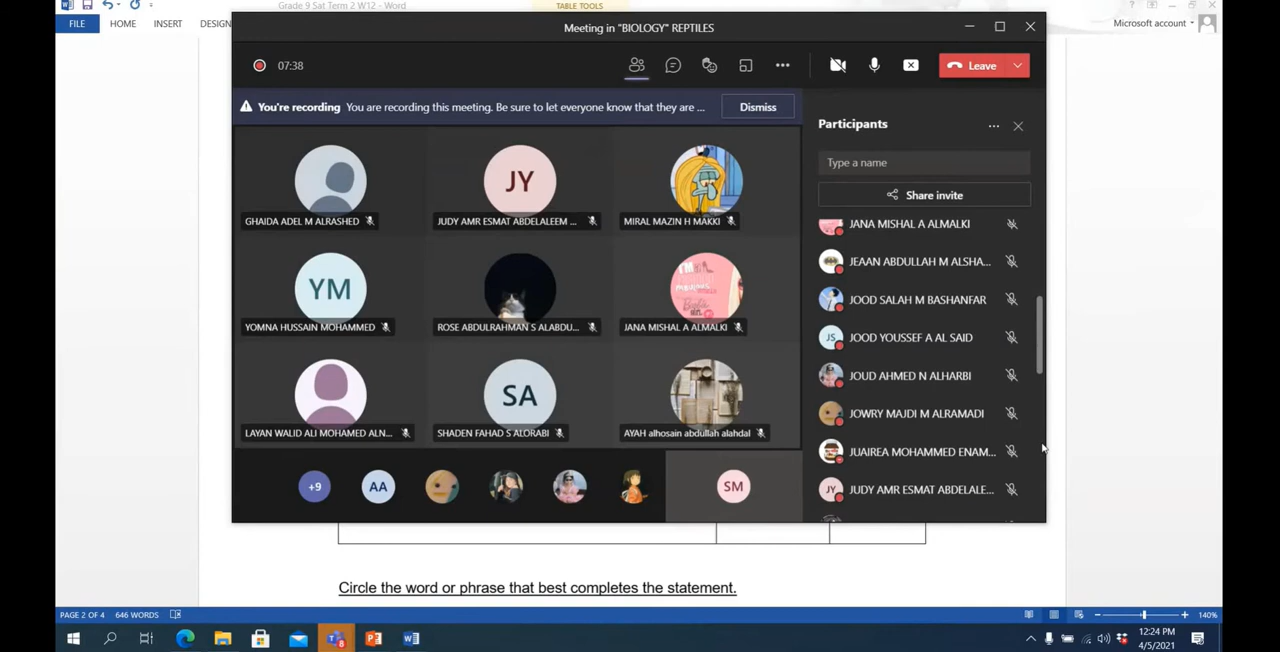 Grade 9 Sat Term 2 W12 - Word
TABLE TOOLS
FILE HOME INSERT DESIGN
Microsoft account
Meeting in "BIOLOGY" REPTILES
07:38
Leave
You're recording You are recording this meeting. Be sure to let everyone know that they are ...
Dismiss
Participants
Type a name
Share invite
GHAIDA ADEL M ALRASHED
JY
JUDY AMR ESMAT ABDELALEEM ...
MIRAL MAZIN H MAKKI
YM
YOMNA HUSSAIN MOHAMMED
ROSE ABDULRAHMAN S ALABDU...
JANA MISHAL A ALMALKI
LAYAN WALID ALI MOHAMED ALN...
SA
SHADEN FAHAD S ALORABI
AYAH alhosain abdullah alahdal
+9
AA
SM
JANA MISHAL A ALMALKI
JEAAN ABDULLAH M ALSHA...
JOOD SALAH M BASHANFAR
JS
JOOD YOUSSEF A AL SAID
JOUD AHMED N ALHARBI
JOWRY MAJDI M ALRAMADI
JUAIREA MOHAMMED ENAM...
JY
JUDY AMR ESMAT ABDELALE...
Circle the word or phrase that best completes the statement.
PAGE 2 OF 4 646 WORDS
140%
8
12:24 PM
4/5/2021